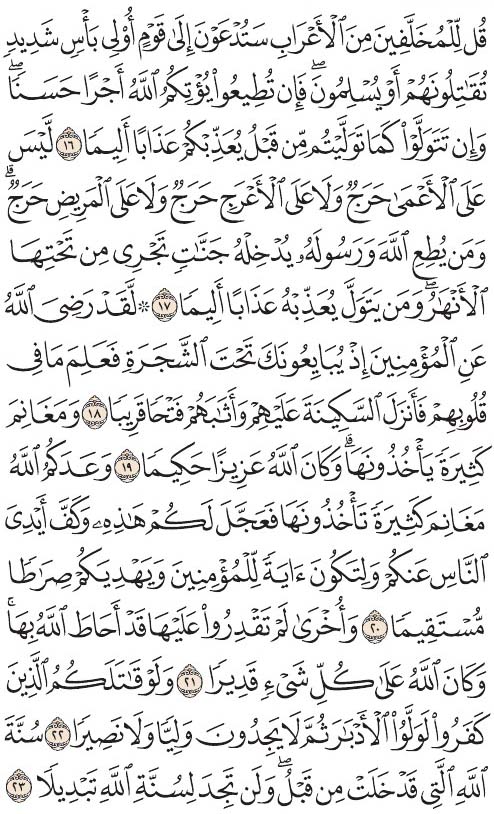 قُل لِّلْمُخَلَّفِينَ مِنَ ٱلْأَعْرَابِ سَتُدْعَوْنَ إِلَىٰ قَوْمٍ أُو۟لِى بَأْسٍ شَدِيدٍ
تُقَـٰتِلُونَهُمْ أَوْ يُسْلِمُونَ ۖ فَإِن تُطِيعُوا۟ يُؤْتِكُمُ ٱللَّهُ أَجْرًا حَسَنًا ۖ
وَإِن تَتَوَلَّوْا۟ كَمَا تَوَلَّيْتُم مِّن قَبْلُ يُعَذِّبْكُمْ عَذَابًا أَلِيمًا ١٦ لَّيْسَ
عَلَى ٱلْأَعْمَىٰ حَرَجٌ وَلَا عَلَى ٱلْأَعْرَجِ حَرَجٌ وَلَا عَلَى ٱلْمَرِيضِ حَرَجٌ ۗ
وَمَن يُطِعِ ٱللَّهَ وَرَسُولَهُۥ يُدْخِلْهُ جَنَّـٰتٍ تَجْرِى مِن تَحْتِهَا
ٱلْأَنْهَـٰرُ ۖ وَمَن يَتَوَلَّ يُعَذِّبْهُ عَذَابًا أَلِيمًا ١٧ ۞ لَّقَدْ رَضِىَ ٱللَّهُ
عَنِ ٱلْمُؤْمِنِينَ إِذْ يُبَايِعُونَكَ تَحْتَ ٱلشَّجَرَةِ فَعَلِمَ مَا فِى
قُلُوبِهِمْ فَأَنزَلَ ٱلسَّكِينَةَ عَلَيْهِمْ وَأَثَـٰبَهُمْ فَتْحًا قَرِيبًا ١٨ وَمَغَانِمَ
كَثِيرَةً يَأْخُذُونَهَا ۗ وَكَانَ ٱللَّهُ عَزِيزًا حَكِيمًا ١٩ وَعَدَكُمُ ٱللَّهُ
مَغَانِمَ كَثِيرَةً تَأْخُذُونَهَا فَعَجَّلَ لَكُمْ هَـٰذِهِۦ وَكَفَّ أَيْدِىَ
ٱلنَّاسِ عَنكُمْ وَلِتَكُونَ ءَايَةً لِّلْمُؤْمِنِينَ وَيَهْدِيَكُمْ صِرَٰطًا
مُّسْتَقِيمًا ٢٠ وَأُخْرَىٰ لَمْ تَقْدِرُوا۟ عَلَيْهَا قَدْ أَحَاطَ ٱللَّهُ بِهَا ۚ
وَكَانَ ٱللَّهُ عَلَىٰ كُلِّ شَىْءٍ قَدِيرًا ٢١ وَلَوْ قَـٰتَلَكُمُ ٱلَّذِينَ
كَفَرُوا۟ لَوَلَّوُا۟ ٱلْأَدْبَـٰرَ ثُمَّ لَا يَجِدُونَ وَلِيًّا وَلَا نَصِيرًا ٢٢ سُنَّةَ
ٱللَّهِ ٱلَّتِى قَدْ خَلَتْ مِن قَبْلُ ۖ وَلَن تَجِدَ لِسُنَّةِ ٱللَّهِ تَبْدِيلًا ٢٣